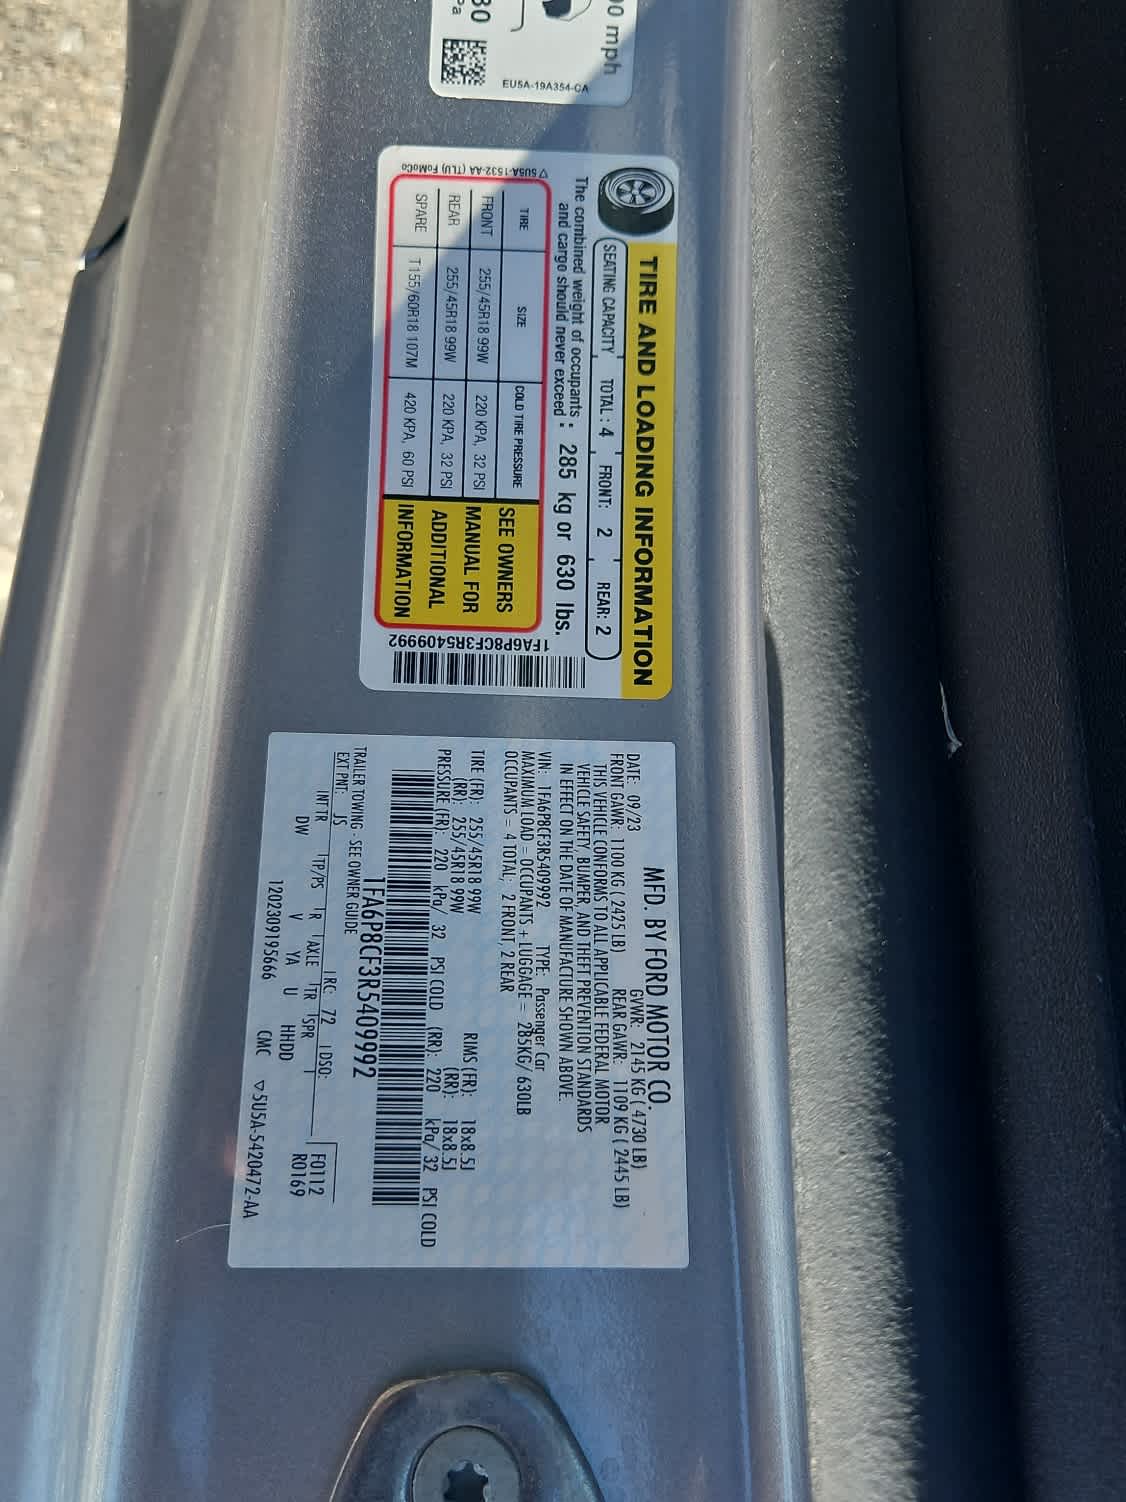 00 mph
80
Pa
EU5A-19A354-CA
TIRE AND LOADING INFORMATION
SEATING CAPACITY TOTAL : 4 FRONT: 2 REAR: 2
The combined weight of occupants and cargo should never exceed : 285 kg or 630 lbs.
TIRE SIZE COLD TIRE PRESSURE
FRONT 255/45R18 99W 220 KPA, 32 PSI
REAR 255/45R18 99W 220 KPA, 32 PSI
SPARE T155/60R18 107M 420 KPA, 60 PSI
SEE OWNERS
MANUAL FOR
ADDITIONAL
INFORMATION
5U5A-1532-AA (TLU) FoMoCo
1FA6P8CF3R5409992
MFD. BY FORD MOTOR CO.
DATE: 09/23 GVWR: 2145 KG ( 4730 LB)
FRONT GAWR: 1100 KG ( 2425 LB) REAR GAWR: 1109 KG ( 2445 LB)
THIS VEHICLE CONFORMS TO ALL APPLICABLE FEDERAL MOTOR
VEHICLE SAFETY, BUMPER, AND THEFT PREVENTION STANDARDS
IN EFFECT ON THE DATE OF MANUFACTURE SHOWN ABOVE.
VIN: 1FA6P8CF3R5409992 TYPE: Passenger Car
MAXIMUM LOAD = OCCUPANTS + LUGGAGE = 285KG/ 630LB
OCCUPANTS = 4 TOTAL, 2 FRONT, 2 REAR
TIRE (FR): 255/45R18 99W RIMS (FR): 18x8.5J
(RR): 255/45R18 99W (RR): 18x8.5J
PRESSURE (FR): 220 kPa/ 32 PSI COLD (RR): 220 kPa/ 32 PSI COLD
1FA6P8CF3R5409992
TRAILER TOWING - SEE OWNER GUIDE
EXT PNT: JS RC: 72 DSO:
INT TR TP/PS R AXLE TR SPR F0112
DW V YA U HHDD R0169
120230919​5666 CMC 5U5A-5420472-AA